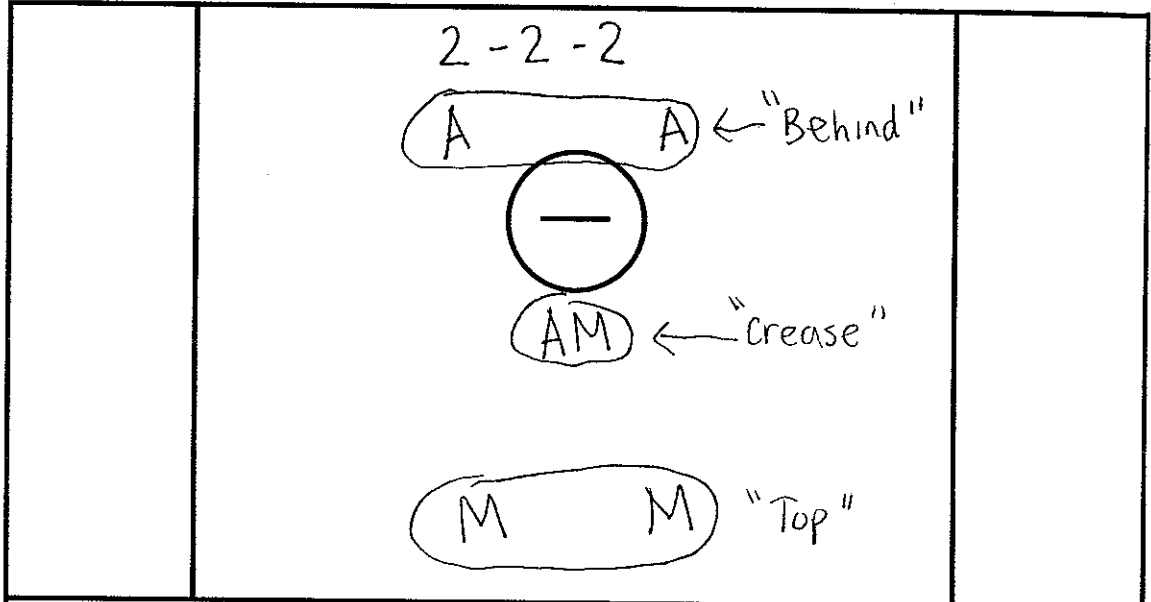 2-2-2
A A ← "Behind"
AM ← "Crease"
M M "Top"